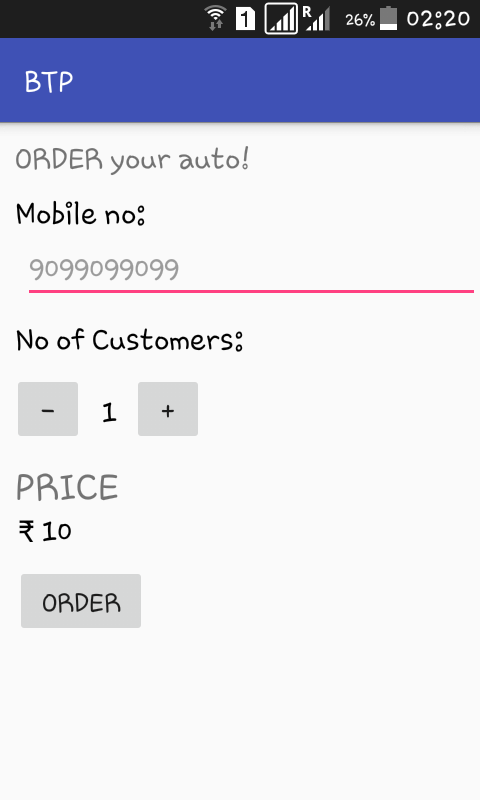 1 R 26% 02:20
BTP
ORDER your auto!
Mobile no:
9099099099
No of Customers:
- 1 +
PRICE
₹ 10
ORDER